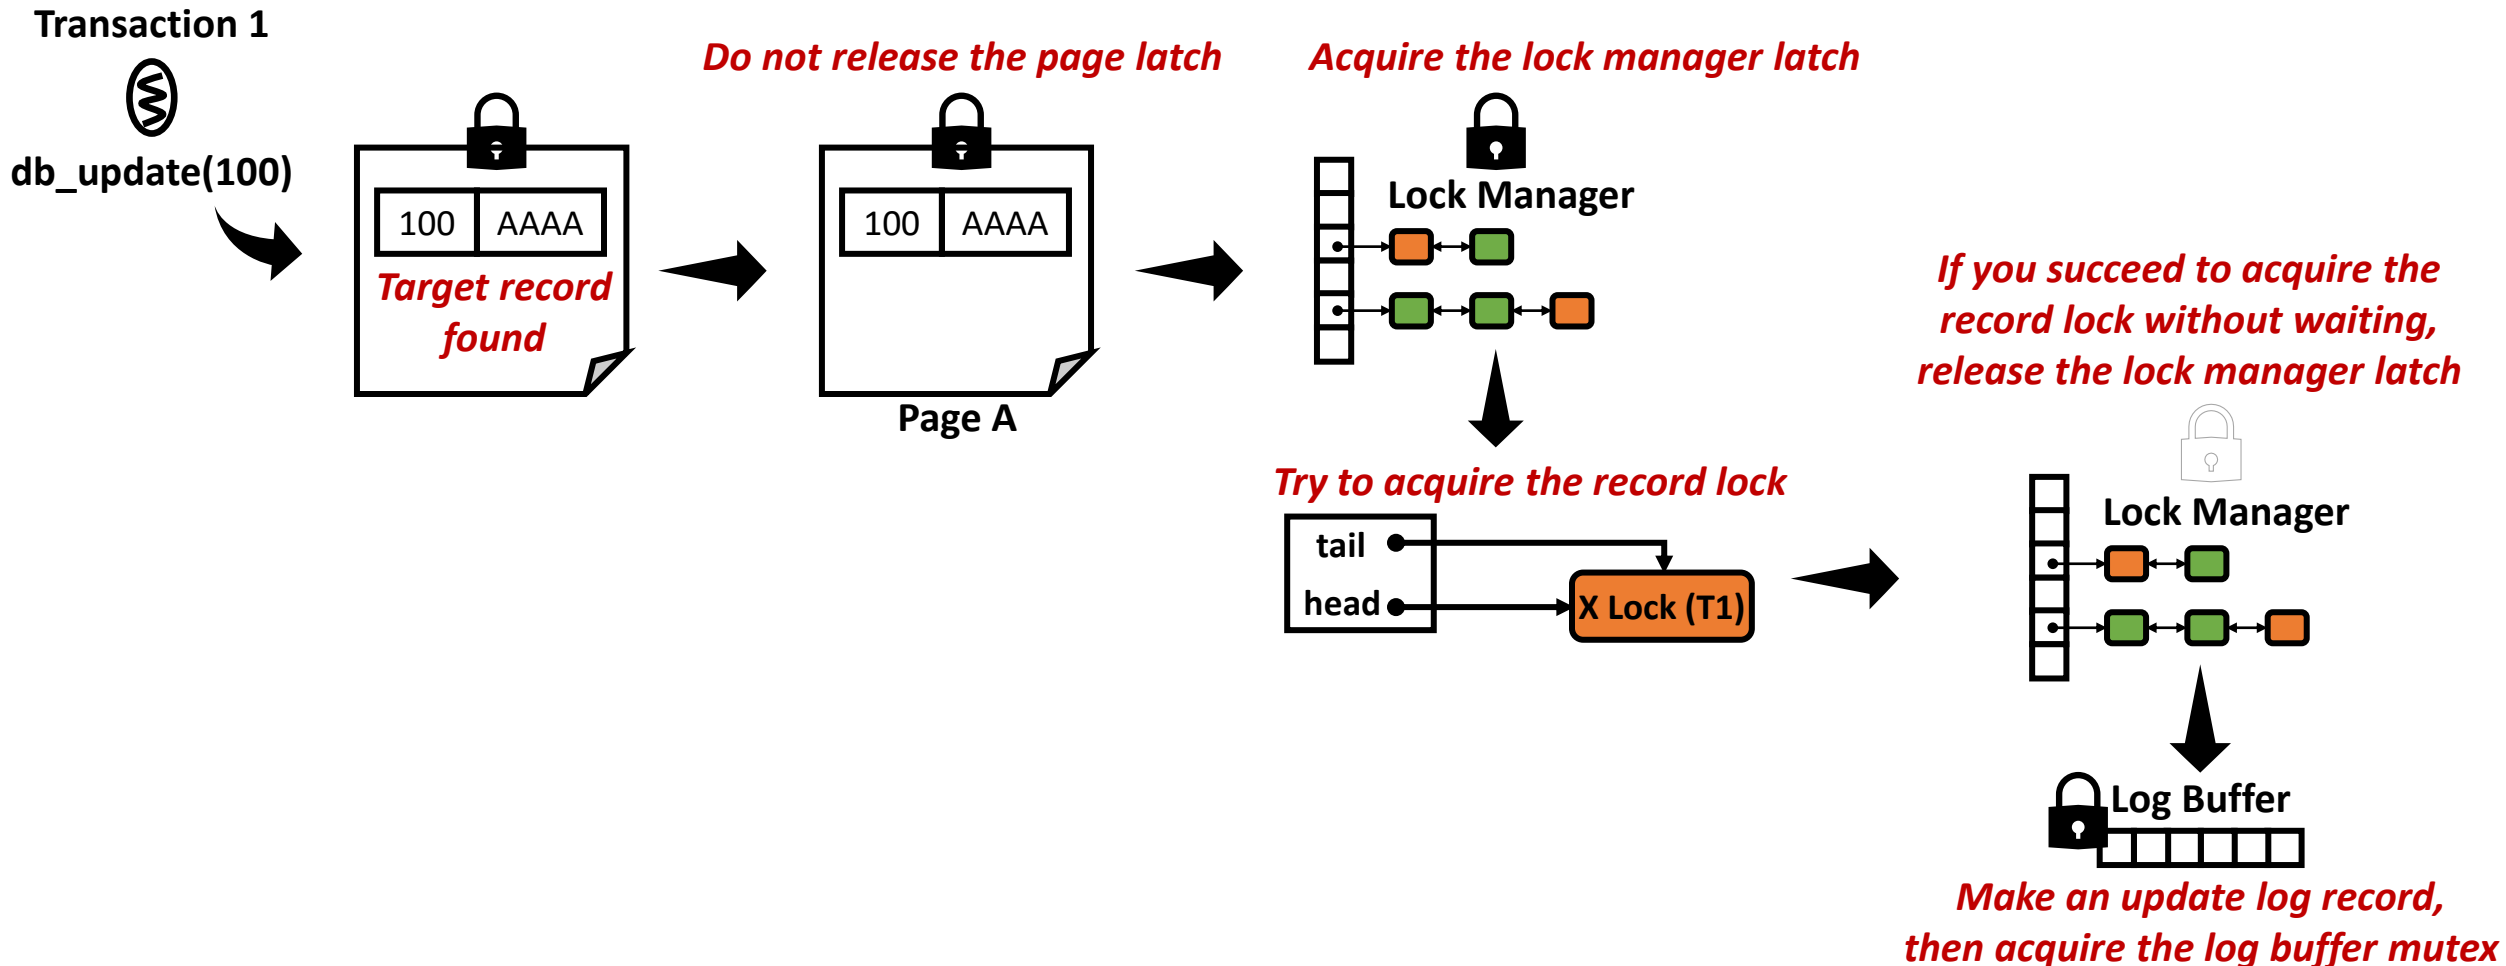 Transaction 1
db_update(100)
100 AAAA
Target record
found
Do not release the page latch
100 AAAA
Page A
Acquire the lock manager latch
Lock Manager
Try to acquire the record lock
tail
head
X Lock (T1)
If you succeed to acquire the
record lock without waiting,
release the lock manager latch
Lock Manager
Log Buffer
Make an update log record,
then acquire the log buffer mutex